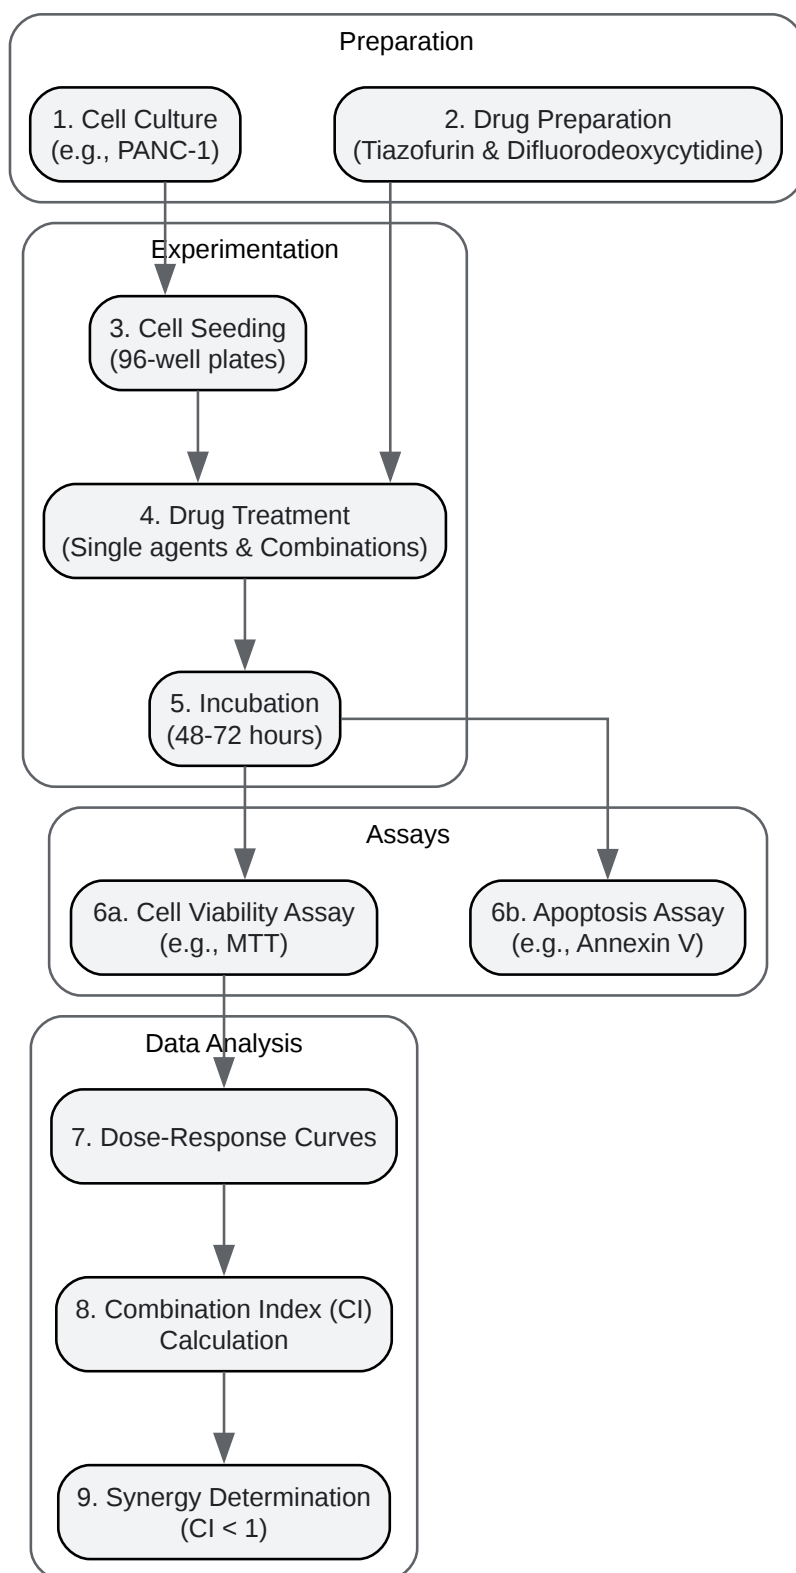 Preparation
1. Cell Culture
(e.g., PANC-1)
2. Drug Preparation
(Tiazofurin & Difluorodeoxycytidine)
Experimentation
3. Cell Seeding
(96-well plates)
4. Drug Treatment
(Single agents & Combinations)
5. Incubation
(48-72 hours)
Assays
6a. Cell Viability Assay
(e.g., MTT)
6b. Apoptosis Assay
(e.g., Annexin V)
Data Analysis
7. Dose-Response Curves
8. Combination Index (CI)
Calculation
9. Synergy Determination
(CI < 1)